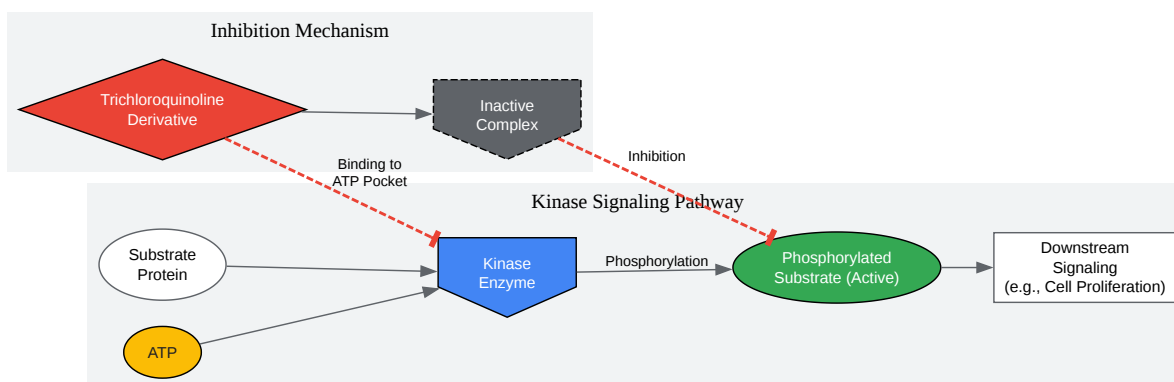 Inhibition Mechanism
Trichloroquinoline
Derivative
Inactive
Complex
Binding to
ATP Pocket
Inhibition
Kinase Signaling Pathway
Substrate
Protein
ATP
Kinase
Enzyme
Phosphorylation
Phosphorylated
Substrate (Active)
Downstream
Signaling
(e.g., Cell Proliferation)